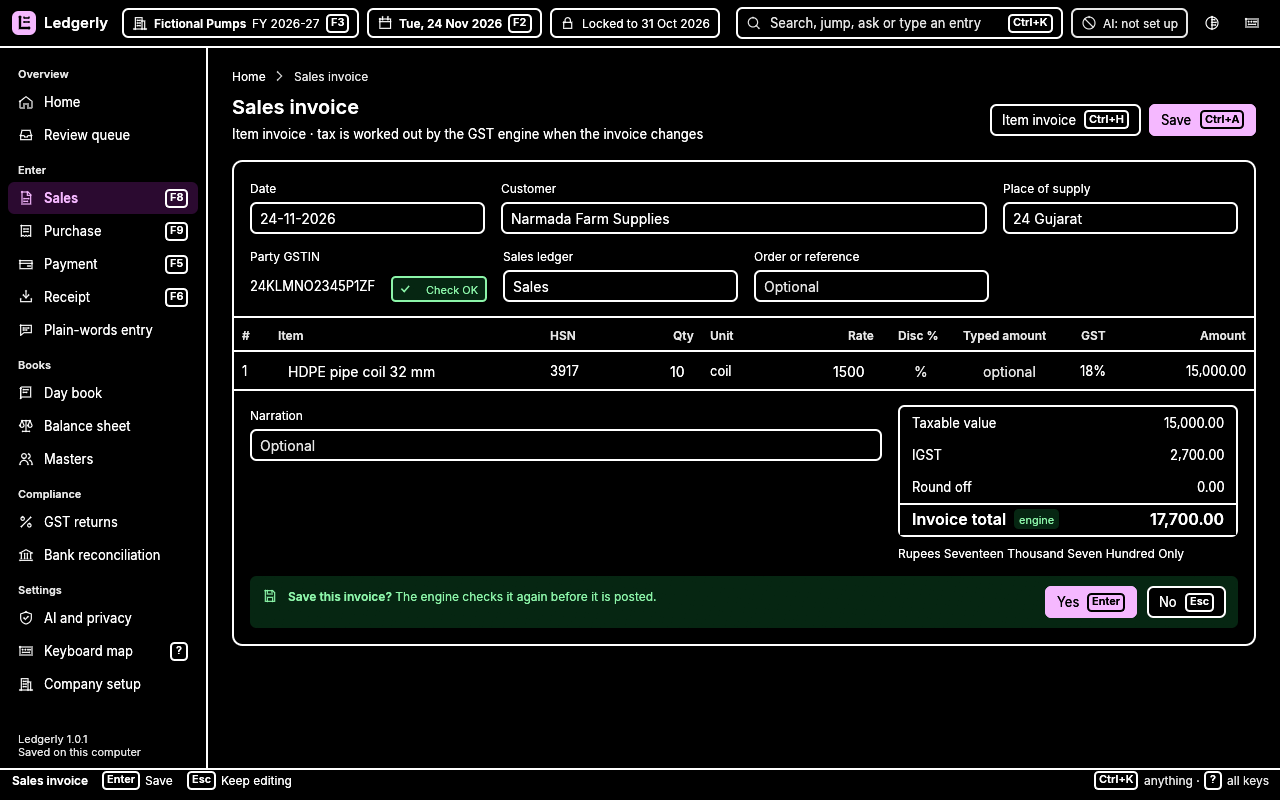 Ledgerly
Fictional Pumps FY 2026-27 F3
Tue, 24 Nov 2026 F2
Locked to 31 Oct 2026
Search, jump, ask or type an entry Ctrl+K
AI: not set up
Overview
Home
Review queue
Enter
Sales F8
Purchase F9
Payment F5
Receipt F6
Plain-words entry
Books
Day book
Balance sheet
Masters
Compliance
GST returns
Bank reconciliation
Settings
AI and privacy
Keyboard map ?
Company setup
Ledgerly 1.0.1
Saved on this computer
Home Sales invoice
Sales invoice
Item invoice · tax is worked out by the GST engine when the invoice changes
Item invoice Ctrl+H
Save Ctrl+A
Date Customer Place of supply
24-11-2026 Narmada Farm Supplies 24 Gujarat
Party GSTIN Sales ledger Order or reference
24KLMNO2345P1ZF Check OK Sales Optional
# Item HSN Qty Unit Rate Disc % Typed amount GST Amount
1 HDPE pipe coil 32 mm 3917 10 coil 1500 % optional 18% 15,000.00
Narration
Optional
Taxable value 15,000.00
IGST 2,700.00
Round off 0.00
Invoice total engine 17,700.00
Rupees Seventeen Thousand Seven Hundred Only
Save this invoice? The engine checks it again before it is posted.
Yes Enter No Esc
Sales invoice Enter Save Esc Keep editing
Ctrl+K anything · ? all keys